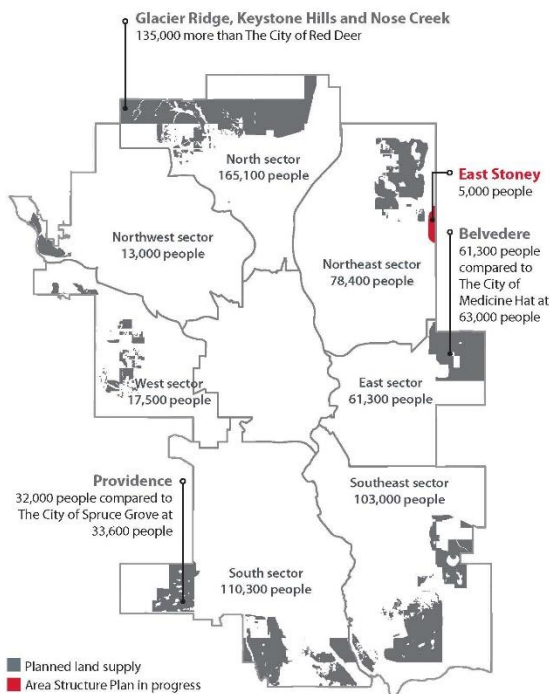 Glacier Ridge, Keystone Hills and Nose Creek
135,000 more than The City of Red Deer
North sector
165,100 people
East Stoney
5,000 people
Northwest sector
13,000 people
Northeast sector
78,400 people
Belvedere
61,300 people
compared to
The City of
Medicine Hat at
63,000 people
West sector
17,500 people
East sector
61,300 people
Providence
32,000 people compared to
The City of Spruce Grove at
33,600 people
Southeast sector
103,000 people
South sector
110,300 people
Planned land supply
Area Structure Plan in progress